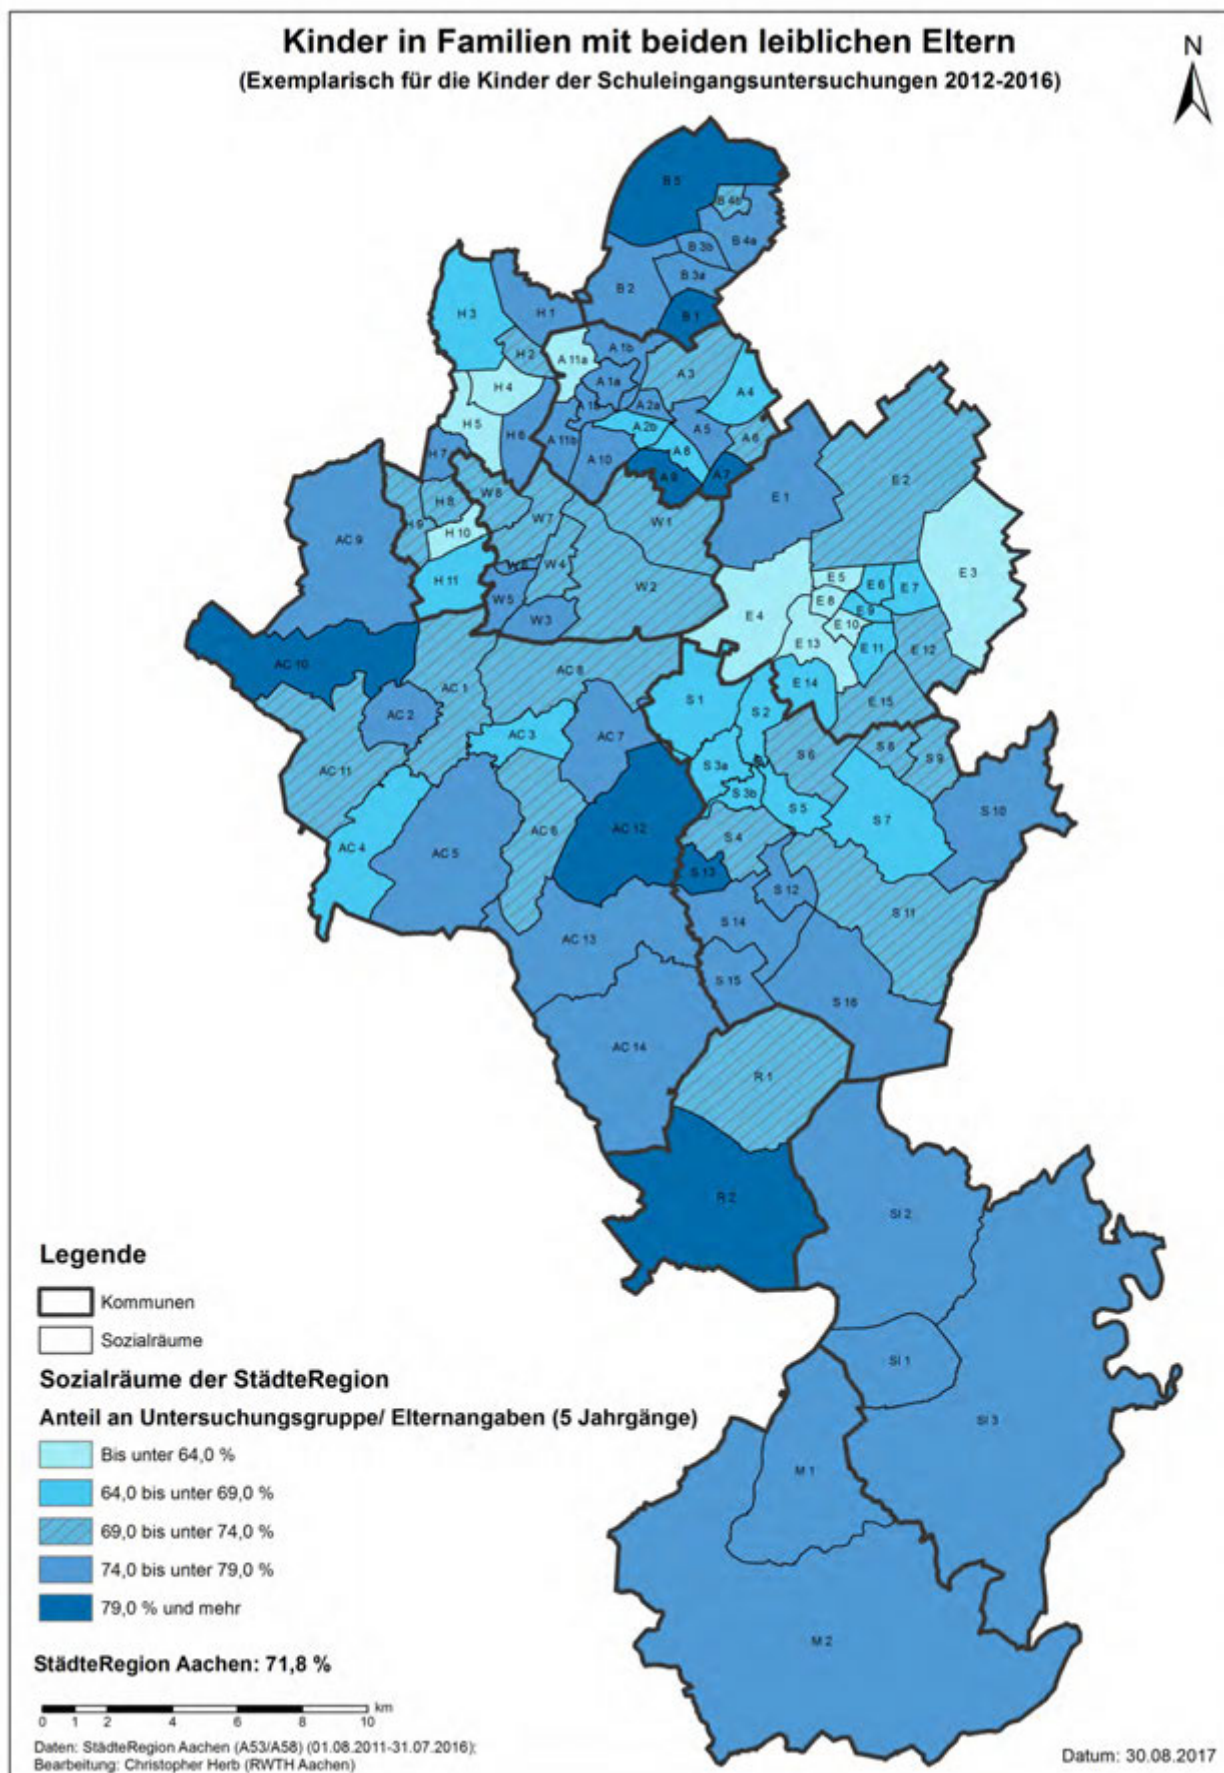 Kinder in Familien mit beiden leiblichen Eltern
(Exemplarisch für die Kinder der Schuleingangsuntersuchungen 2012-2016)
N
B 5
B 4b
B 4a
B 3b
B 3a
B 2
B 1
H 3
H 1
H 2
A 11a
A 1b
A 1a
A 3
A 4
H 4
A 2a
H 5
H 6
A 11b
A 2b
A 5
A 6
A 8
H 7
A 10
A 7
E 1
E 2
W 6
H 8
W 7
W 1
H 9
AC 9
H 10
W 4
H 11
W 2
W 5
W 3
E 5
E 6
E 7
E 3
E 8
E 9
E 4
E 10
E 13
E 11
E 12
AC 10
AC 8
AC 1
E 14
S 1
S 2
E 15
AC 2
AC 3
AC 7
S 6
S 8
S 9
AC 11
S 3a
S 3b
S 5
S 7
S 10
AC 6
AC 12
S 4
AC 4
AC 5
S 13
S 12
S 11
S 14
AC 13
S 15
S 16
AC 14
R 1
R 2
SI 2
SI 1
SI 3
M 1
M 2
Legende
Kommunen
Sozialräume
Sozialräume der StädteRegion
Anteil an Untersuchungsgruppe/ Elternangaben (5 Jahrgänge)
Bis unter 64,0 %
64,0 bis unter 69,0 %
69,0 bis unter 74,0 %
74,0 bis unter 79,0 %
79,0 % und mehr
StädteRegion Aachen: 71,8 %
km
0 1 2 4 6 8 10
Daten: StädteRegion Aachen (A53/A58) (01.08.2011-31.07.2016);
Bearbeitung: Christopher Herb (RWTH Aachen)
Datum: 30.08.2017